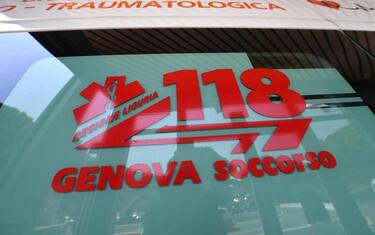 TRAUMATOLOGICA
118
REGIONE LIGURIA
GENOVA SOCCORSO